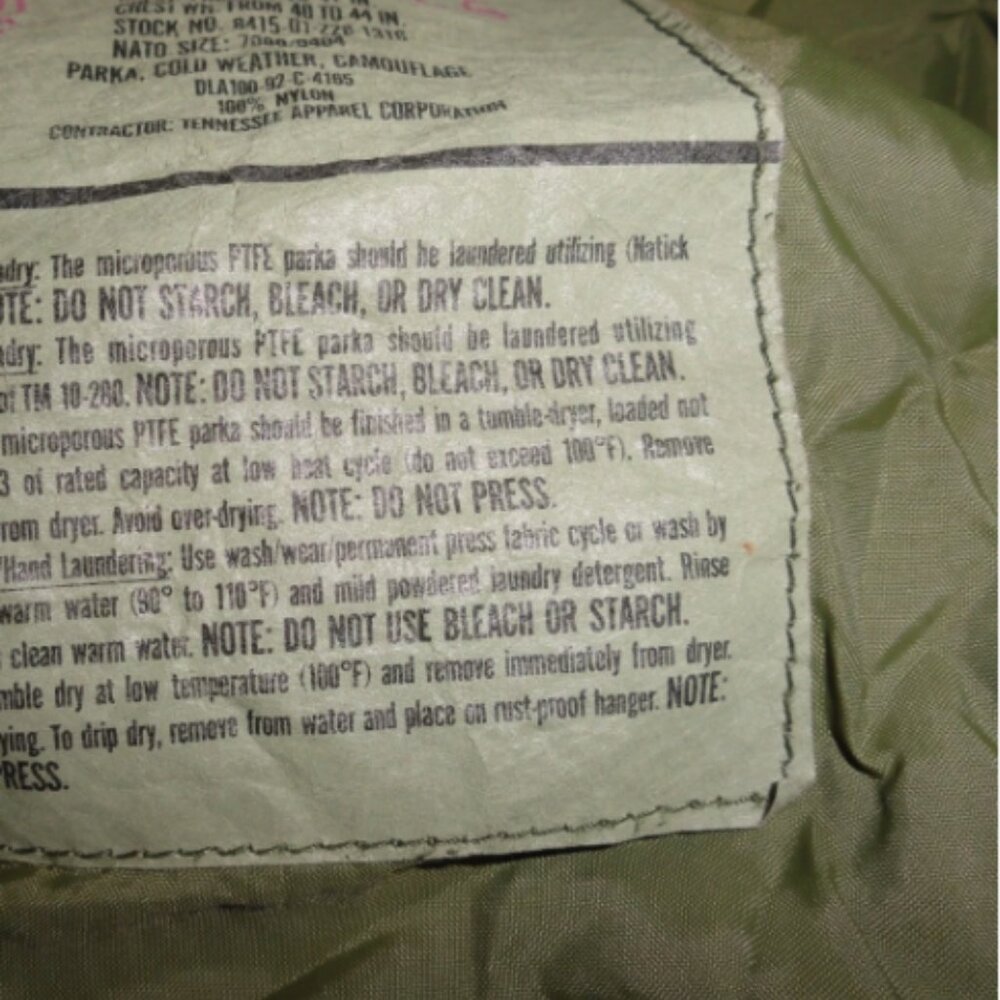 CHEST WR. FROM 40 TO 44 IN.
STOCK NO. 8415-01-228-1316
NATO SIZE: 7080/9404
PARKA, COLD WEATHER, CAMOUFLAGE
DLA100-92-C-4165
100% NYLON
CONTRACTOR: TENNESSEE APPAREL CORPORATION
ndry: The microporous PTFE parka should be laundered utilizing (Natick
OTE: DO NOT STARCH, BLEACH, OR DRY CLEAN.
ndry: The microporous PTFE parka should be laundered utilizing
of TM 10-280. NOTE: DO NOT STARCH, BLEACH, OR DRY CLEAN.
microporous PTFE parka should be finished in a tumble-dryer, loaded not
3 of rated capacity at low heat cycle (do not exceed 100°F). Remove
rom dryer. Avoid over-drying. NOTE: DO NOT PRESS.
/Hand Laundering: Use wash/wear/permanent press fabric cycle or wash by
warm water (90° to 110°F) and mild powdered laundry detergent. Rinse
clean warm water. NOTE: DO NOT USE BLEACH OR STARCH.
mble dry at low temperature (100°F) and remove immediately from dryer.
ying. To drip dry, remove from water and place on rust-proof hanger. NOTE:
PRESS.